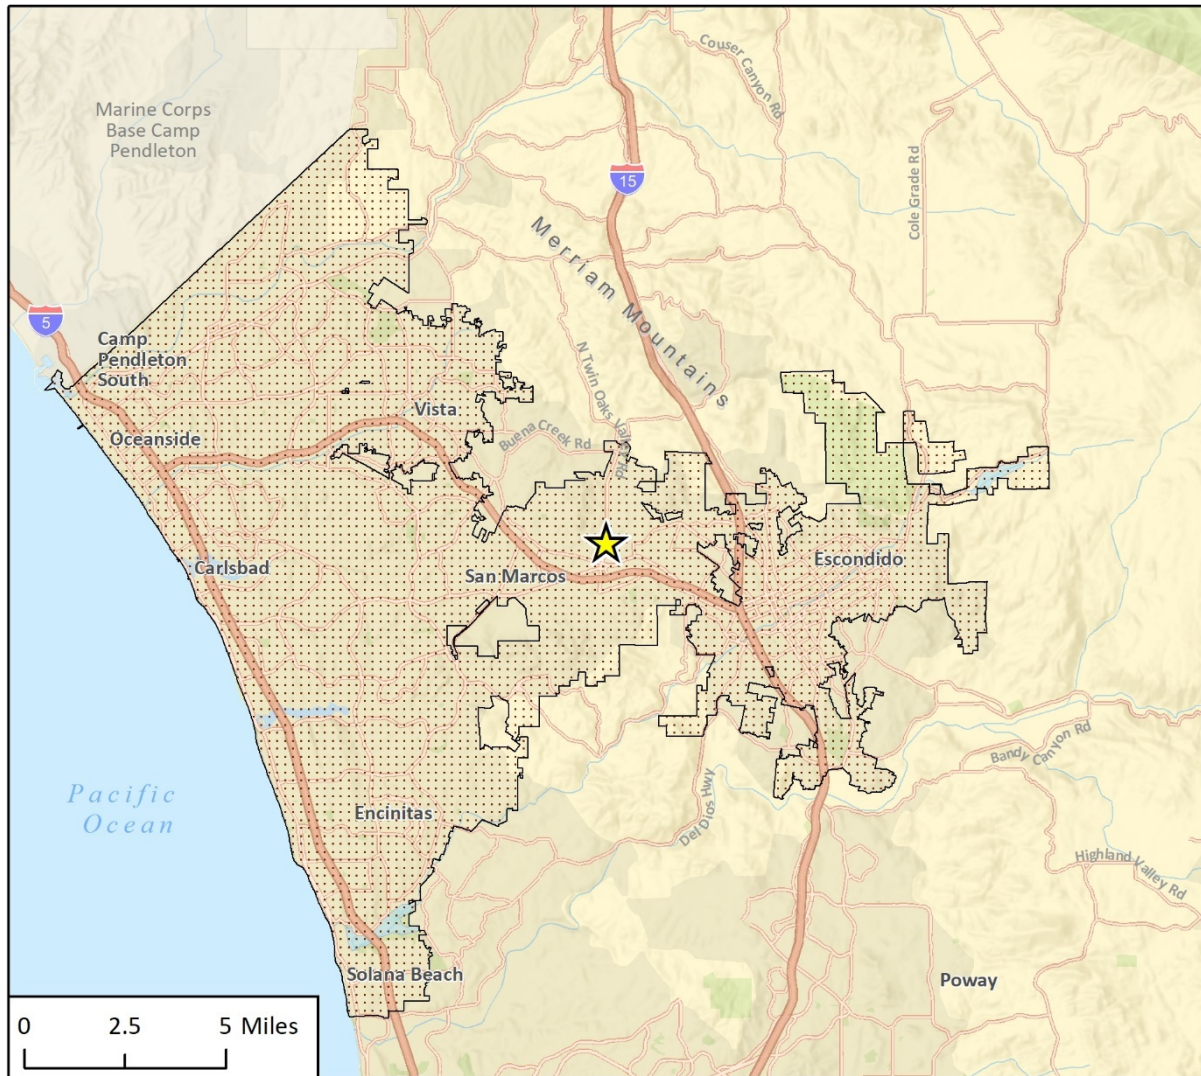 Couser Canyon Rd
Marine Corps
Base Camp
Pendleton
15
Cole Grade Rd
Merriam Mountains
5
Camp
Pendleton
South
N Twin Oaks Valley Rd
Vista
Buena Creek Rd
Oceanside
Escondido
Carlsbad
San Marcos
Bandy Canyon Rd
Pacific
Ocean
Del Dios Hwy
Encinitas
Highland Valley Rd
Solana Beach
Poway
0 2.5 5 Miles